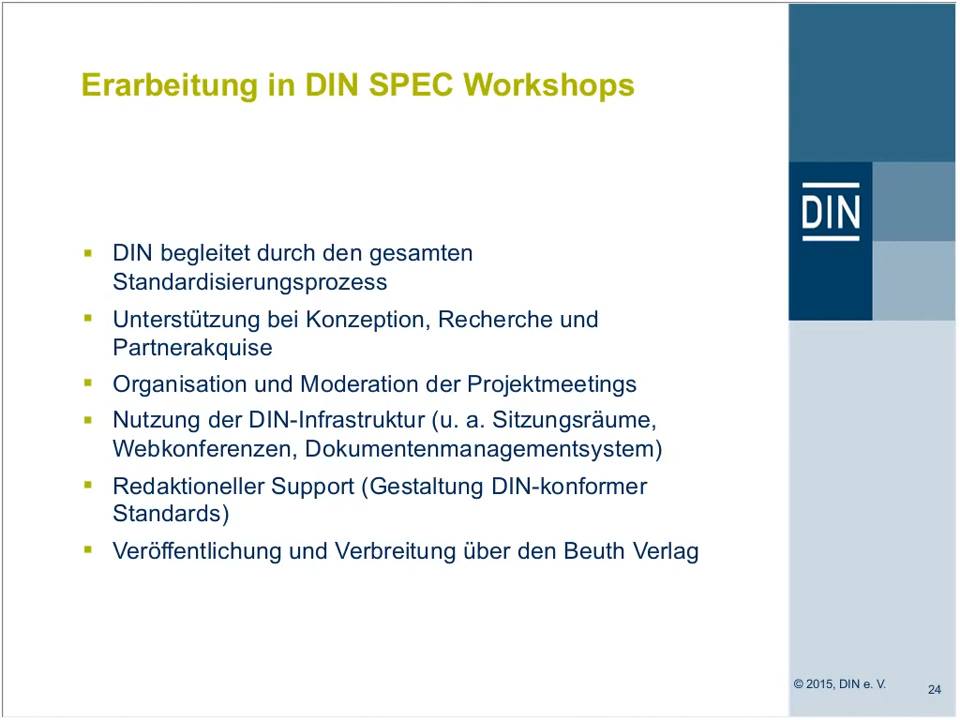 Erarbeitung in DIN SPEC Workshops
DIN
▪ DIN begleitet durch den gesamten
Standardisierungsprozess
▪ Unterstützung bei Konzeption, Recherche und
Partnerakquise
▪ Organisation und Moderation der Projektmeetings
▪ Nutzung der DIN-Infrastruktur (u. a. Sitzungsräume,
Webkonferenzen, Dokumentenmanagementsystem)
▪ Redaktioneller Support (Gestaltung DIN-konformer
Standards)
▪ Veröffentlichung und Verbreitung über den Beuth Verlag
© 2015, DIN e. V.
24